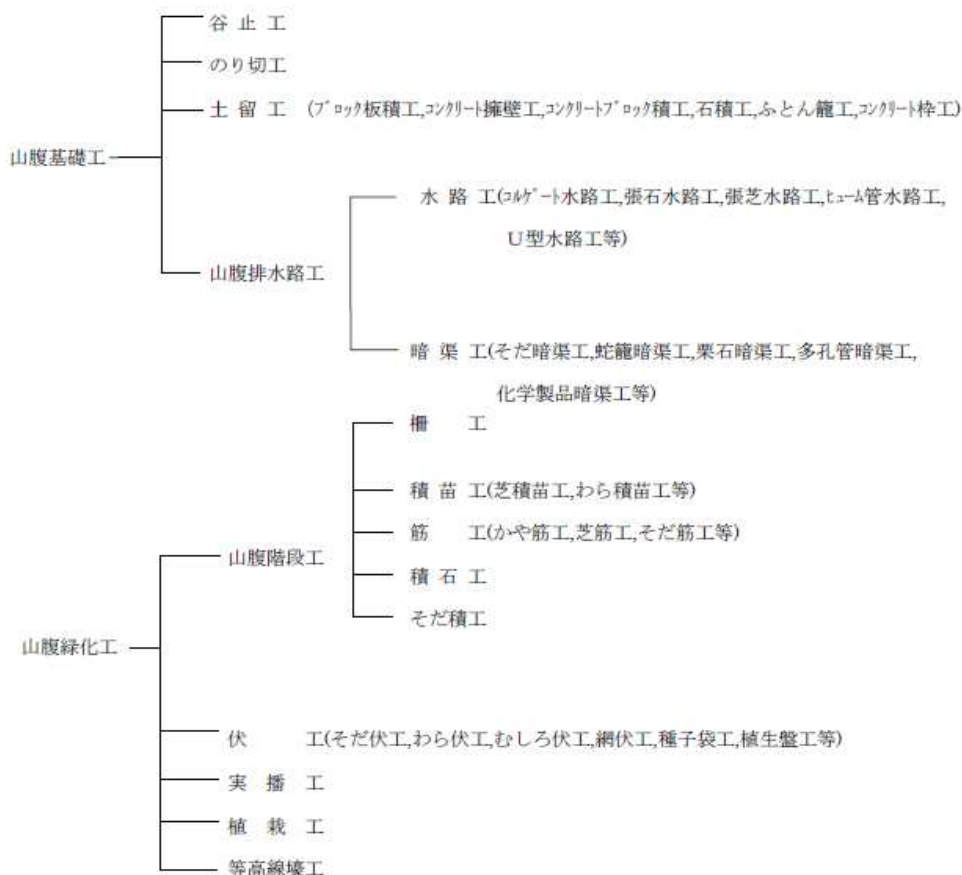 谷 止 工
のり切工
土 留 工 (ブロック板積工,コンクリート擁壁工,コンクリートブロック積工,石積工,ふとん籠工,コンクリート枠工)
山腹基礎工
水 路 工(コルゲート水路工,張石水路工,張芝水路工,ヒューム管水路工,
U型水路工等)
山腹排水路工
暗 渠 工(そだ暗渠工,蛇籠暗渠工,栗石暗渠工,多孔管暗渠工,
化学製品暗渠工等)
柵 工
積 苗 工(芝積苗工,わら積苗工等)
筋 工(かや筋工,芝筋工,そだ筋工等)
山腹階段工
積 石 工
そだ積工
山腹緑化工
伏 工(そだ伏工,わら伏工,むしろ伏工,網伏工,種子袋工,植生盤工等)
実 播 工
植 栽 工
等高線壕工